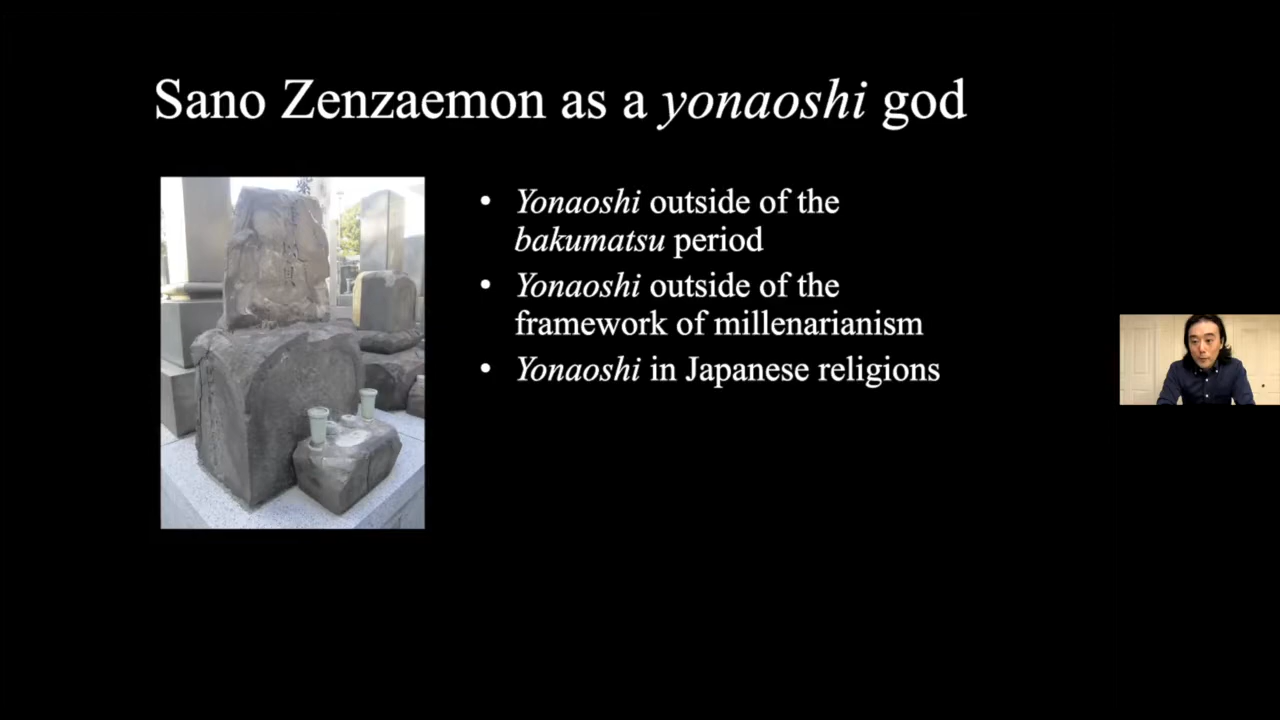 Sano Zenzaemon as a yonaoshi god
• Yonaoshi outside of the
bakumatsu period
• Yonaoshi outside of the
framework of millenarianism
• Yonaoshi in Japanese religions